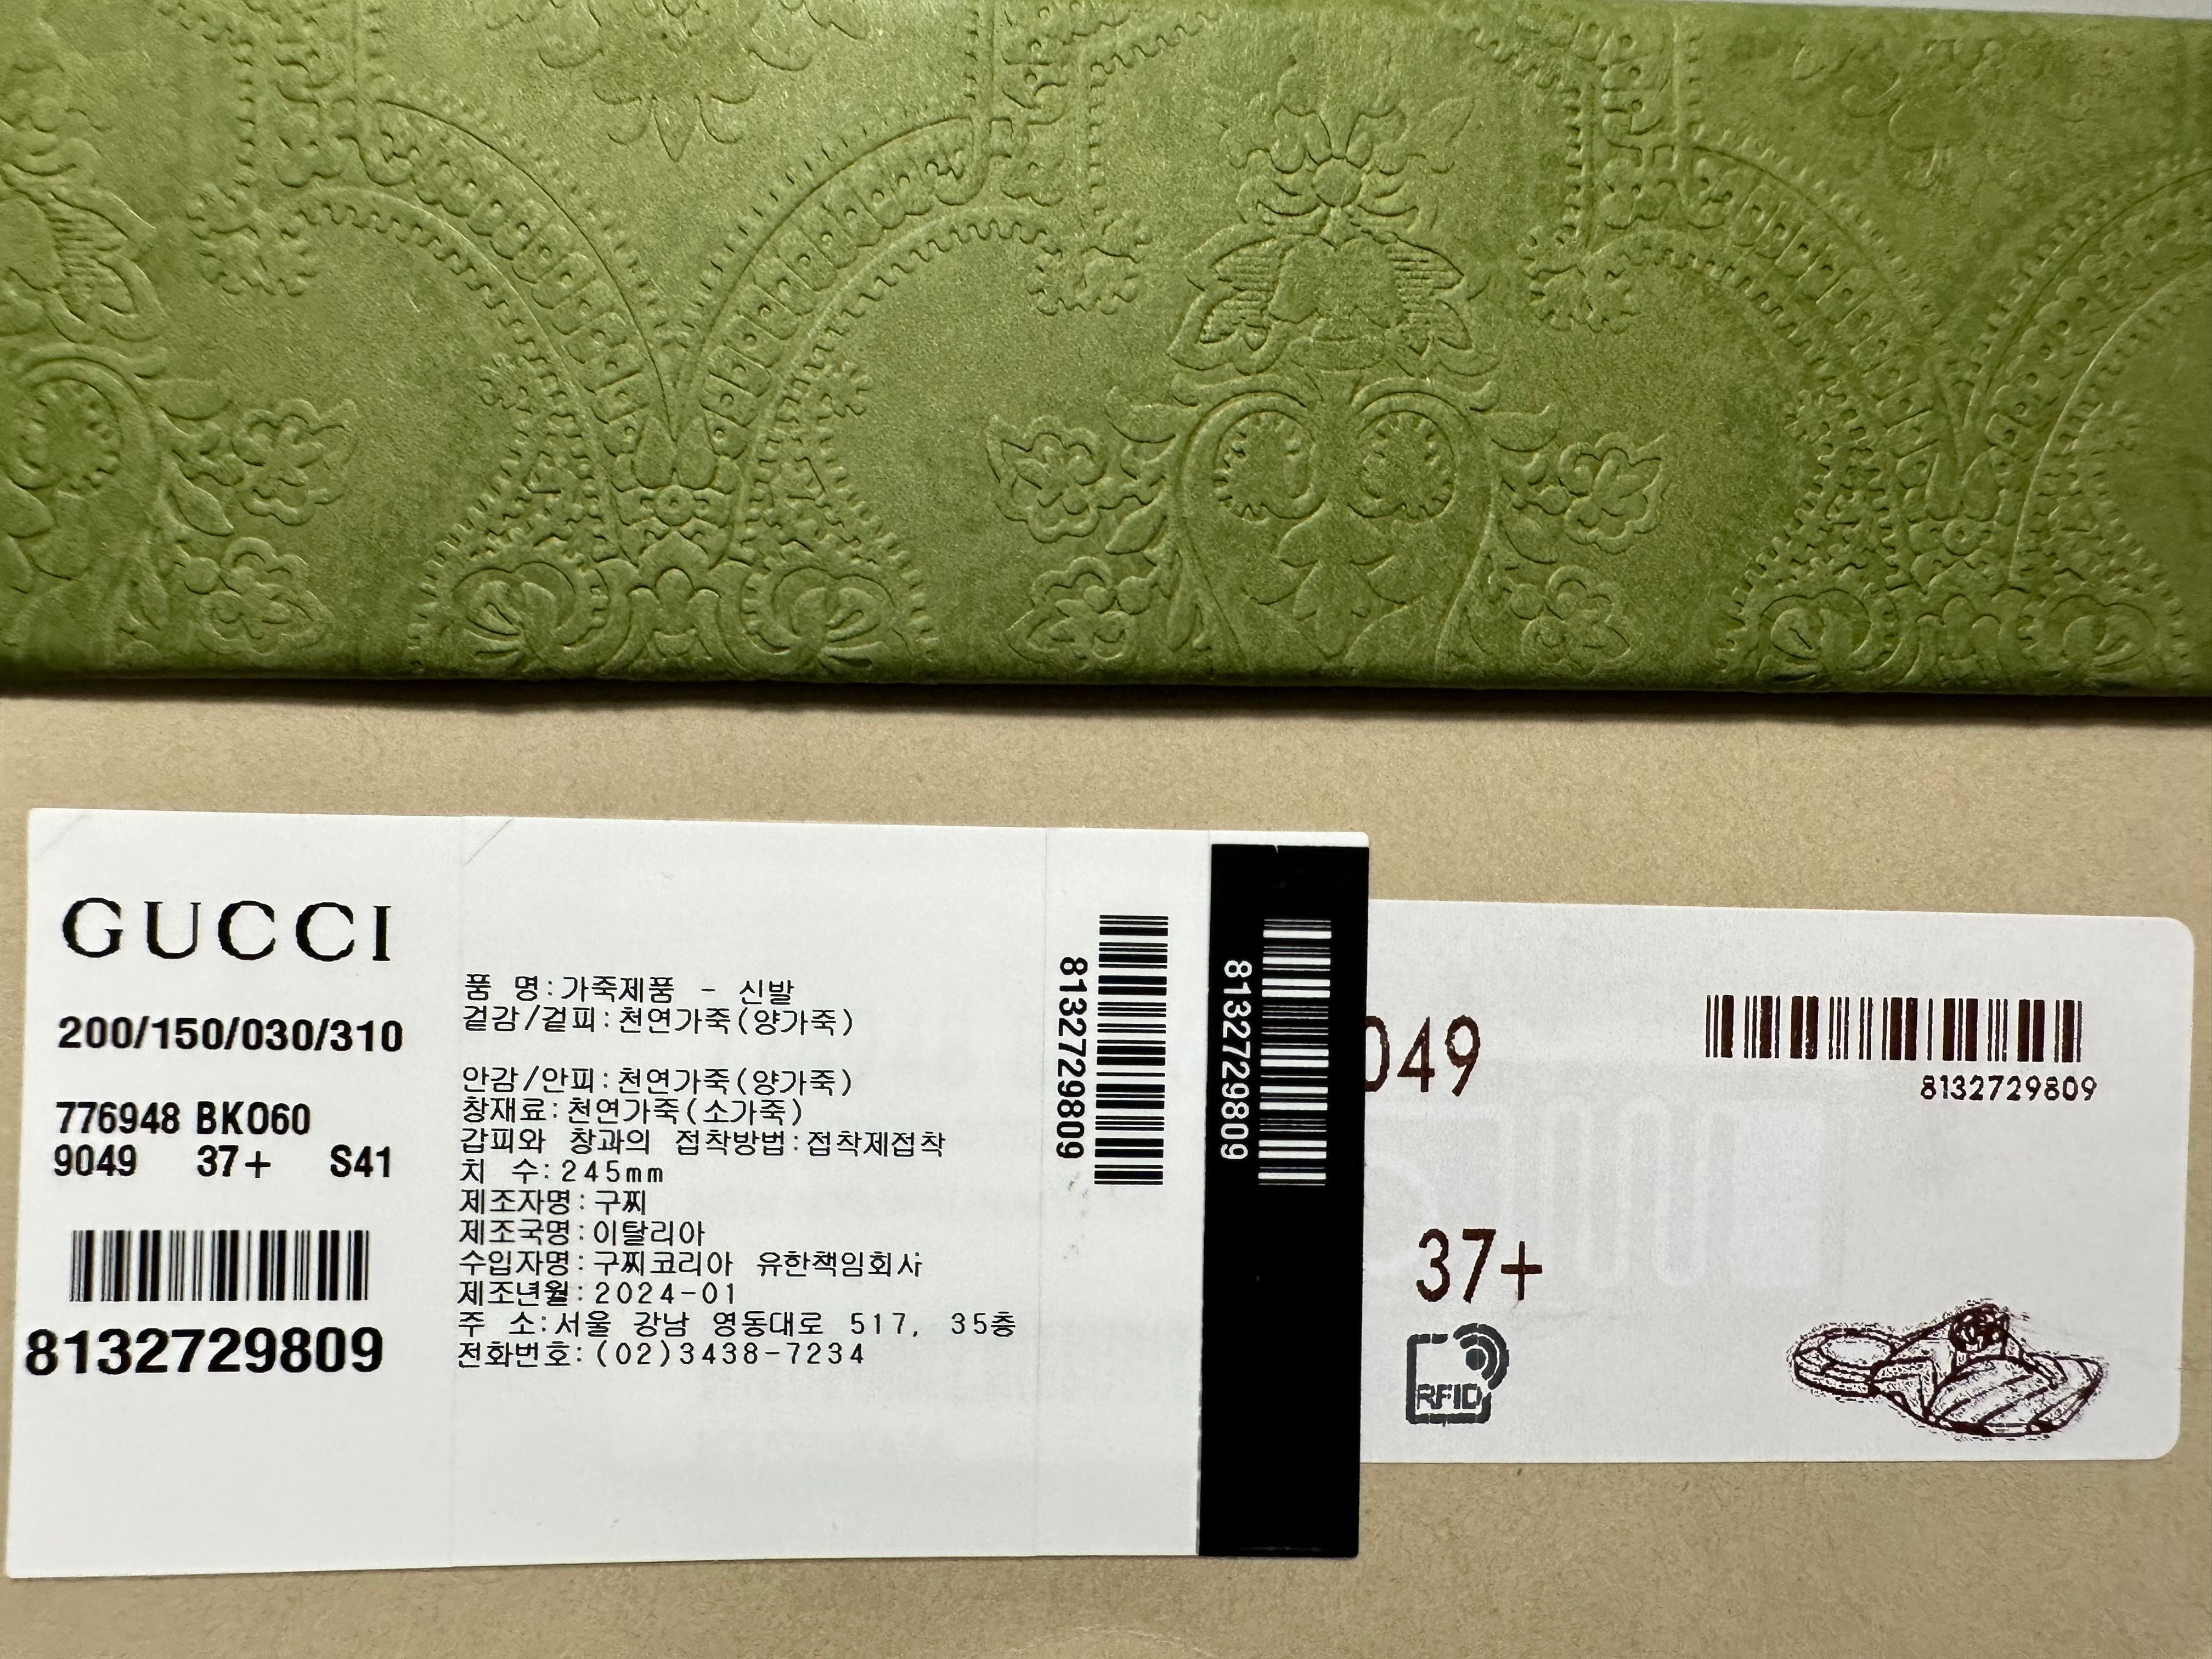 GUCCI
200/150/030/310
776948 BKO60
9049 37+ S41
8132729809
품 명:가죽제품 - 신발
겉감/겉피:천연가죽(양가죽)
안감/안피:천연가죽(양가죽)
창재료:천연가죽(소가죽)
갑피와 창과의 접착방법:접착제접착
치 수:245mm
제조자명:구찌
제조국명:이탈리아
수입자명:구찌코리아 유한책임회사
제조년월:2024-01
주 소:서울 강남 영동대로 517, 35층
전화번호:(02)3438-7234
8132729809
8132729809
049
8132729809
37+
RFID